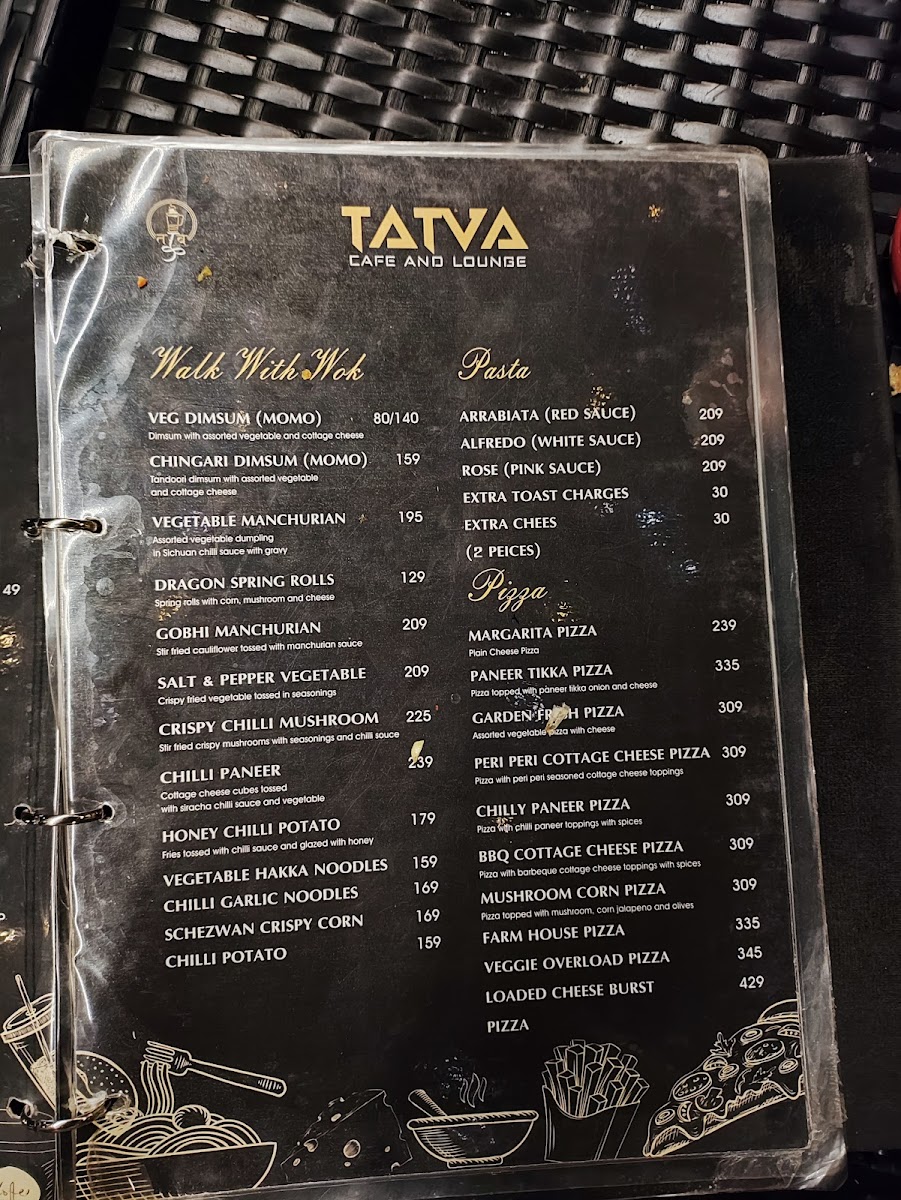 TATVA
CAFE AND LOUNGE
Walk With Wok
VEG DIMSUM (MOMO) 80/140
Dimsum with assorted vegetable and cottage cheese
CHINGARI DIMSUM (MOMO) 159
Tandoori dimsum with assorted vegetable
and cottage cheese
VEGETABLE MANCHURIAN 195
Assorted vegetable dumpling
in Sichuan chilli sauce with gravy
DRAGON SPRING ROLLS 129
Spring rolls with corn, mushroom and cheese
GOBHI MANCHURIAN 209
Stir fried cauliflower tossed with manchurian sauce
SALT & PEPPER VEGETABLE 209
Crispy fried vegetable tossed in seasonings
CRISPY CHILLI MUSHROOM 225
Stir fried crispy mushrooms with seasonings and chilli souce
CHILLI PANEER 239
Cottage cheese cubes tossed
with siracha chilli sauce and vegetable
HONEY CHILLI POTATO 179
Fries tossed with chilli sauce and glazed with honey
VEGETABLE HAKKA NOODLES 159
CHILLI GARLIC NOODLES 169
SCHEZWAN CRISPY CORN 169
CHILLI POTATO 159
Pasta
ARRABIATA (RED SAUCE) 209
ALFREDO (WHITE SAUCE) 209
ROSE (PINK SAUCE) 209
EXTRA TOAST CHARGES 30
EXTRA CHEES 30
(2 PEICES)
Pizza
MARGARITA PIZZA 239
Plain Cheese Pizza
PANEER TIKKA PIZZA 335
Pizza topped with paneer tikka onion and cheese
GARDEN FRESH PIZZA 309
Assorted vegetable pizza with cheese
PERI PERI COTTAGE CHEESE PIZZA 309
Pizza with peri peri seasoned cottage cheese toppings
CHILLY PANEER PIZZA 309
Pizza with chilli paneer toppings with spices
BBQ COTTAGE CHEESE PIZZA 309
Pizza with barbeque cottage cheese toppings with spices
MUSHROOM CORN PIZZA 309
Pizza topped with mushroom, corn jalapeno and olives
FARM HOUSE PIZZA 335
VEGGIE OVERLOAD PIZZA 345
LOADED CHEESE BURST 429
PIZZA
49